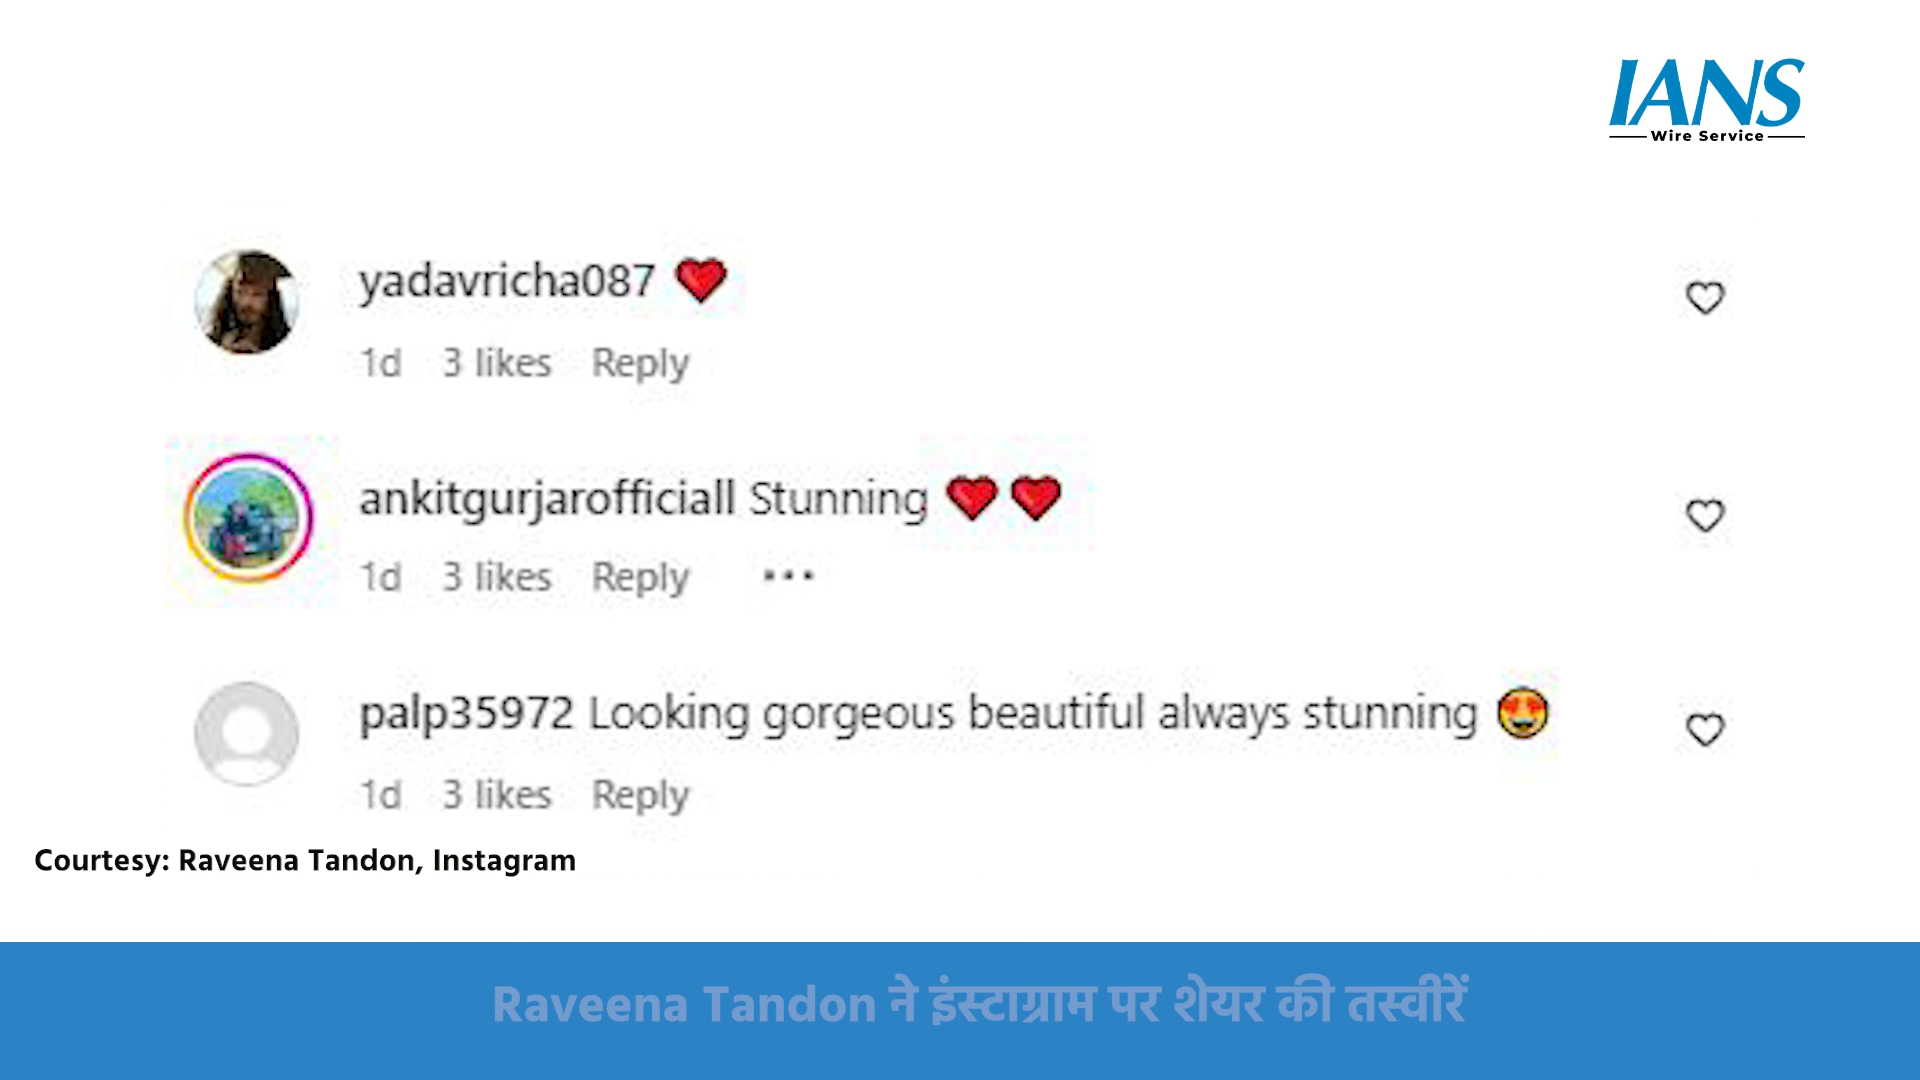 IANS
Wire Service
yadavricha087 ❤️
1d 3 likes Reply
ankitgurjarofficiall Stunning ❤️❤️
1d 3 likes Reply ...
palp35972 Looking gorgeous beautiful always stunning 😍
1d 3 likes Reply
Courtesy: Raveena Tandon, Instagram
Raveena Tandon ने इंस्टाग्राम पर शेयर की तस्वीरें